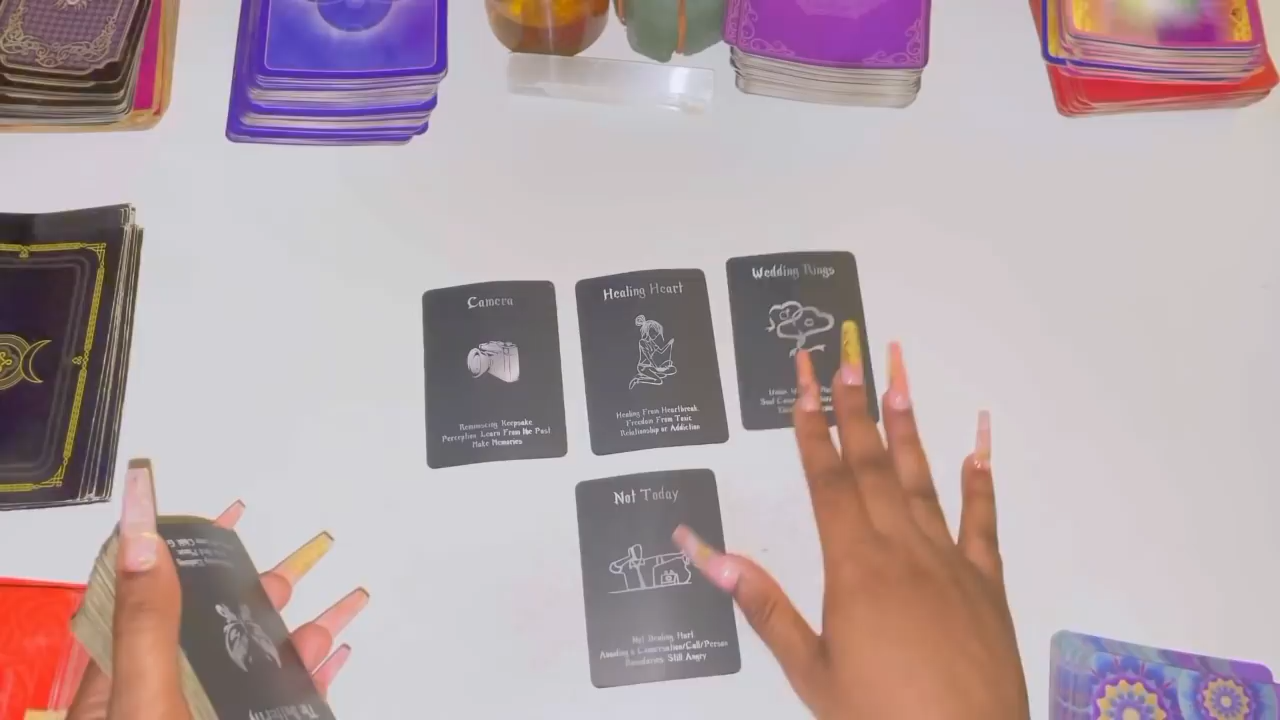 Camera
Reminiscing Keepsake
Perception Learn From the Past
Make Memories
Healing Heart
Healing From Heartbreak
Freedom From Toxic
Relationship or Addiction
Wedding Rings
Not Today
Not Healing Hurt
Avoiding a Conversation/Call/Person
Boundaries Still Angry